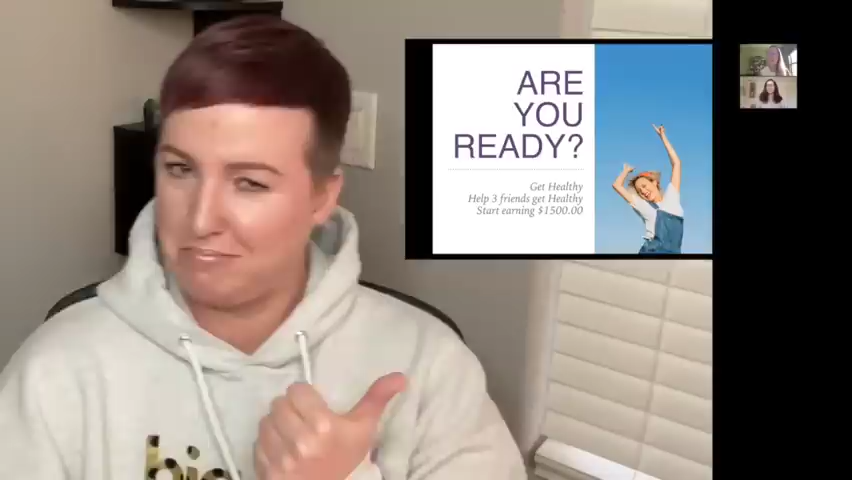 ARE
YOU
READY?
Get Healthy
Help 3 friends get Healthy
Start earning $1500.00